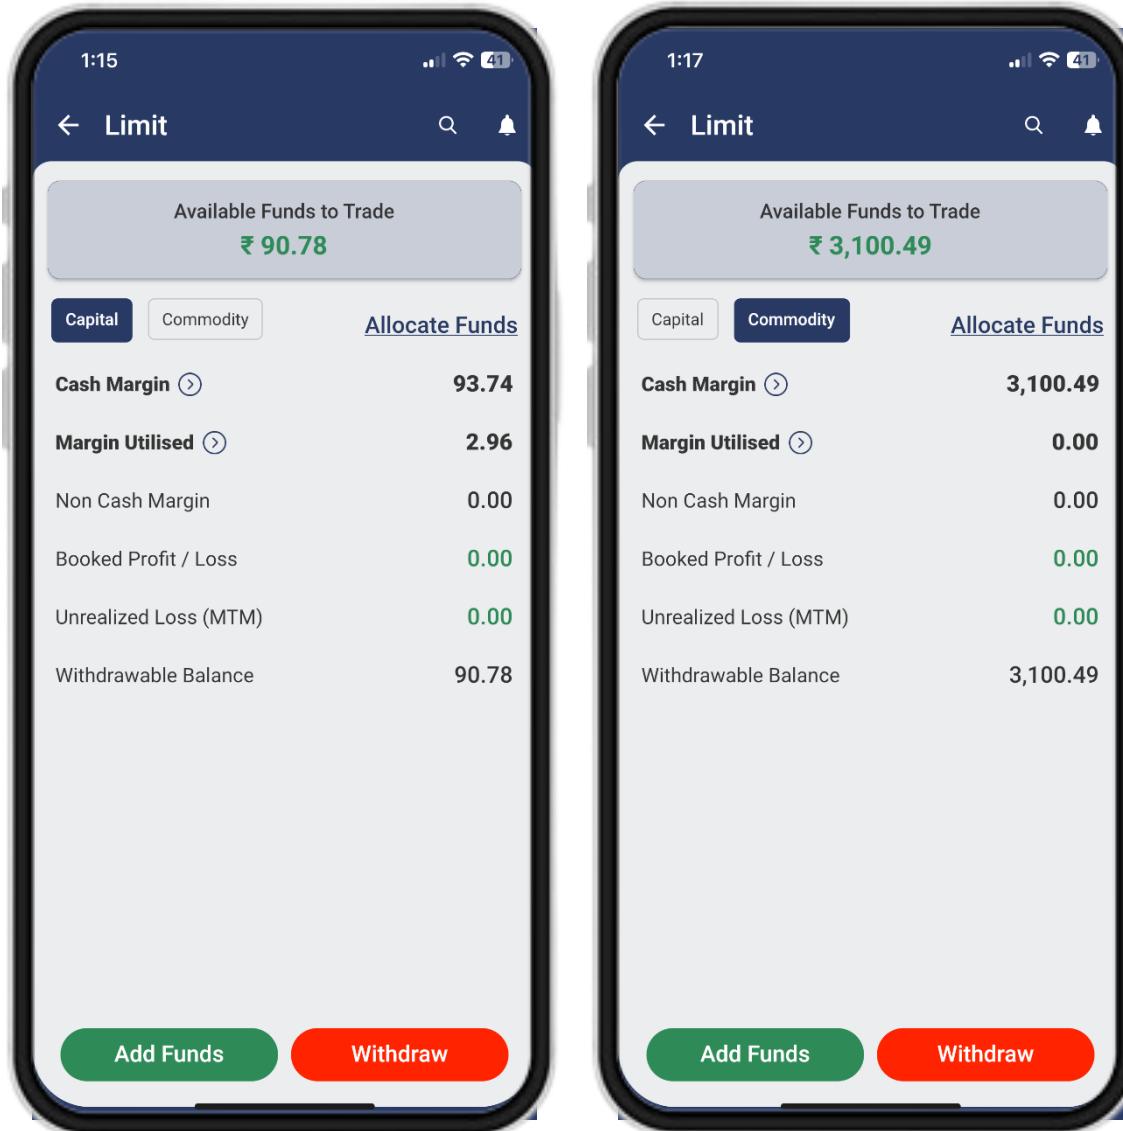 1:15
41
Limit
Available Funds to Trade
₹ 90.78
Capital Commodity Allocate Funds
Cash Margin 93.74
Margin Utilised 2.96
Non Cash Margin 0.00
Booked Profit / Loss 0.00
Unrealized Loss (MTM) 0.00
Withdrawable Balance 90.78
Add Funds Withdraw
1:17
41
Limit
Available Funds to Trade
₹ 3,100.49
Capital Commodity Allocate Funds
Cash Margin 3,100.49
Margin Utilised 0.00
Non Cash Margin 0.00
Booked Profit / Loss 0.00
Unrealized Loss (MTM) 0.00
Withdrawable Balance 3,100.49
Add Funds Withdraw